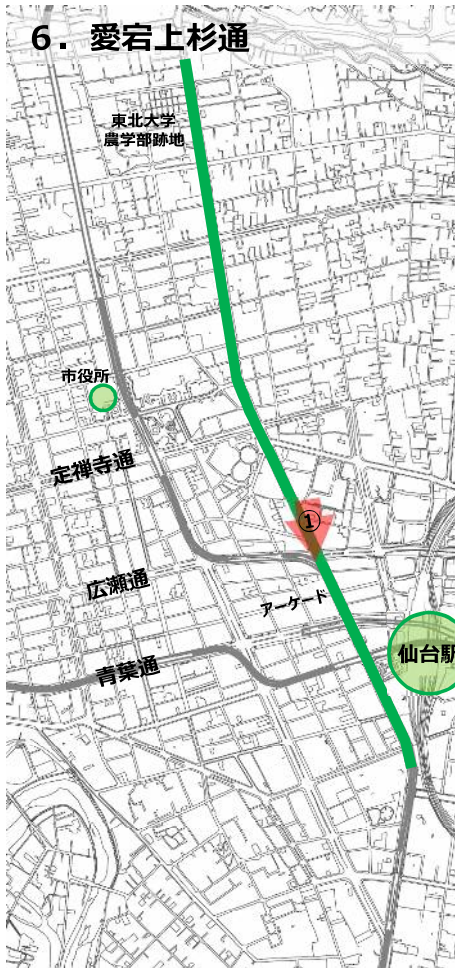 6．愛宕上杉通
東北大学
農学部跡地
市役所
定禅寺通
①
広瀬通
アーケード
仙台駅
青葉通